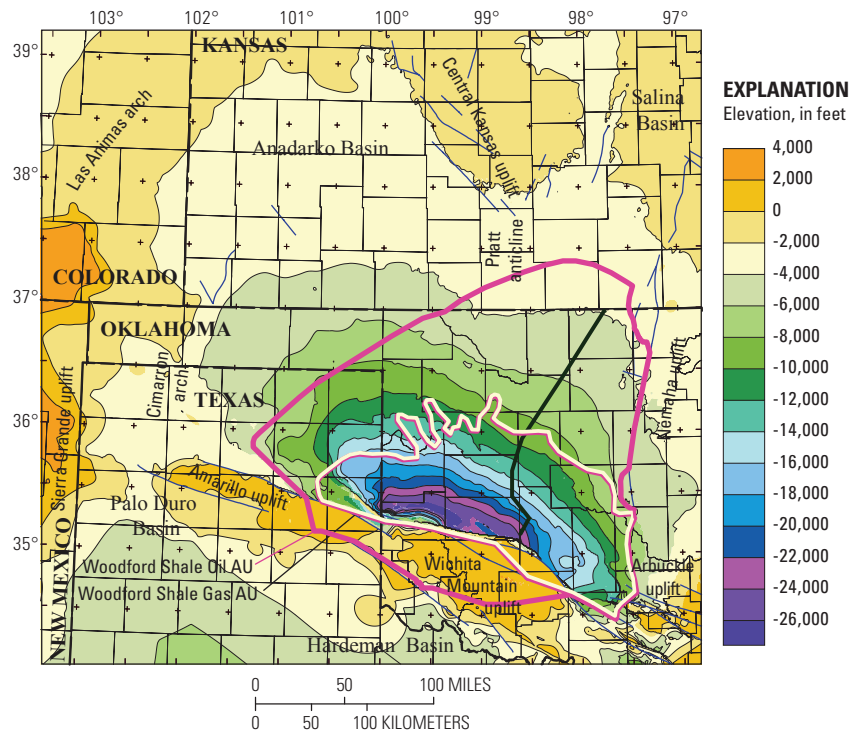 103° 102° 101° 100° 99° 98° 97°
39°
38°
37°
36°
35°
KANSAS
Las Animas arch
Anadarko Basin
Central Kansas uplift
Salina
Basin
Pratt
anticline
COLORADO
OKLAHOMA
Cimarron
arch
TEXAS
Nemaha uplift
Sierra Grande uplift
NEW MEXICO
Amarillo uplift
Palo Duro
Basin
Woodford Shale Oil AU
Woodford Shale Gas AU
Wichita
Mountain
uplift
Arbuckle
uplift
Hardeman Basin
EXPLANATION
Elevation, in feet
4,000
2,000
0
-2,000
-4,000
-6,000
-8,000
-10,000
-12,000
-14,000
-16,000
-18,000
-20,000
-22,000
-24,000
-26,000
0 50 100 MILES
0 50 100 KILOMETERS